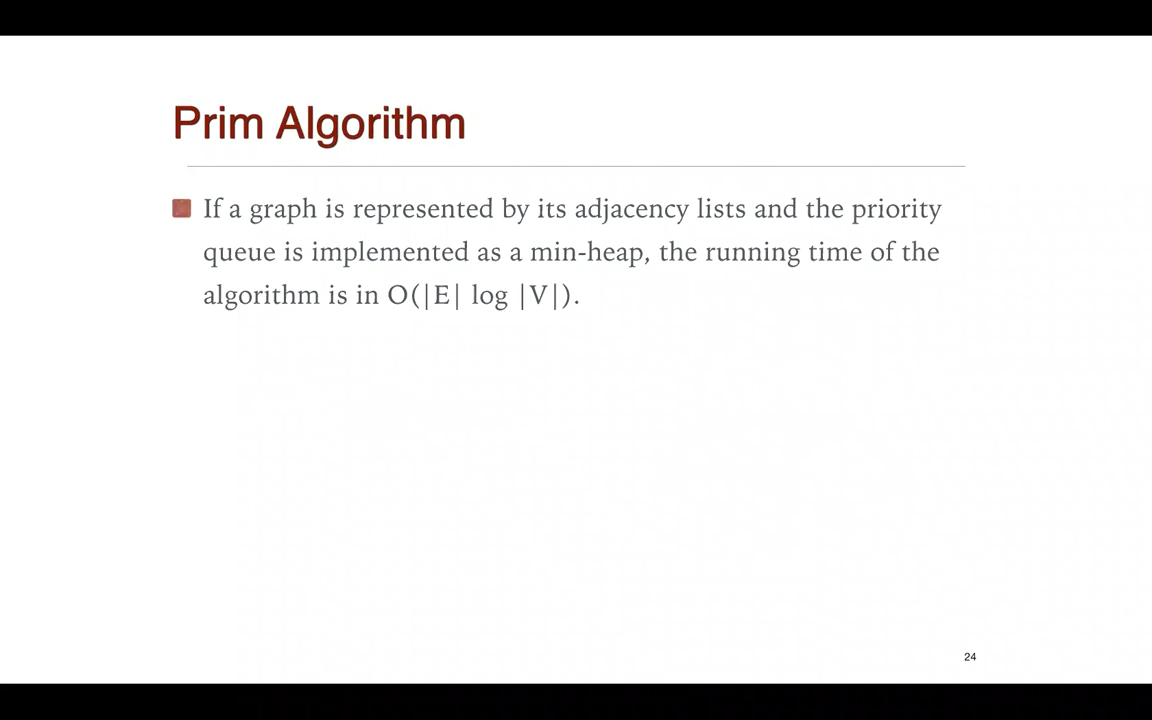 Prim Algorithm
If a graph is represented by its adjacency lists and the priority
queue is implemented as a min-heap, the running time of the
algorithm is in O(|E| log |V|).
24